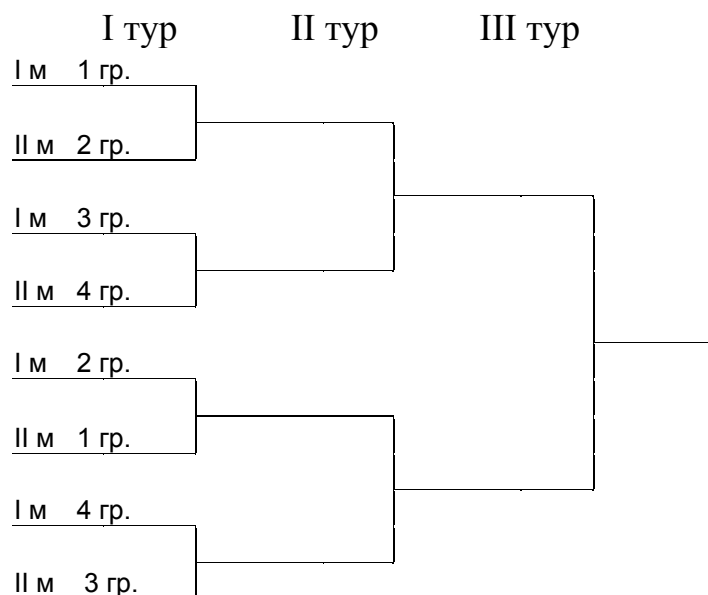 I тур II тур III тур
I м 1 гр.
II м 2 гр.
I м 3 гр.
II м 4 гр.
I м 2 гр.
II м 1 гр.
I м 4 гр.
II м 3 гр.